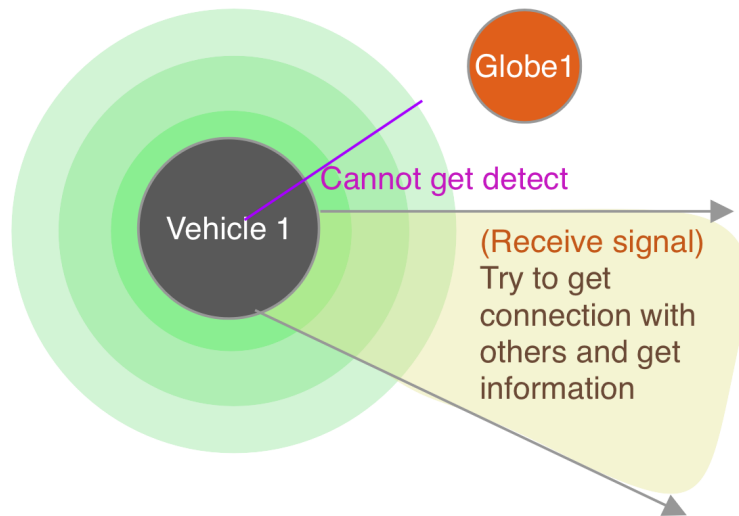 Globe1
Cannot get detect
Vehicle 1
(Receive signal)
Try to get
connection with
others and get
information